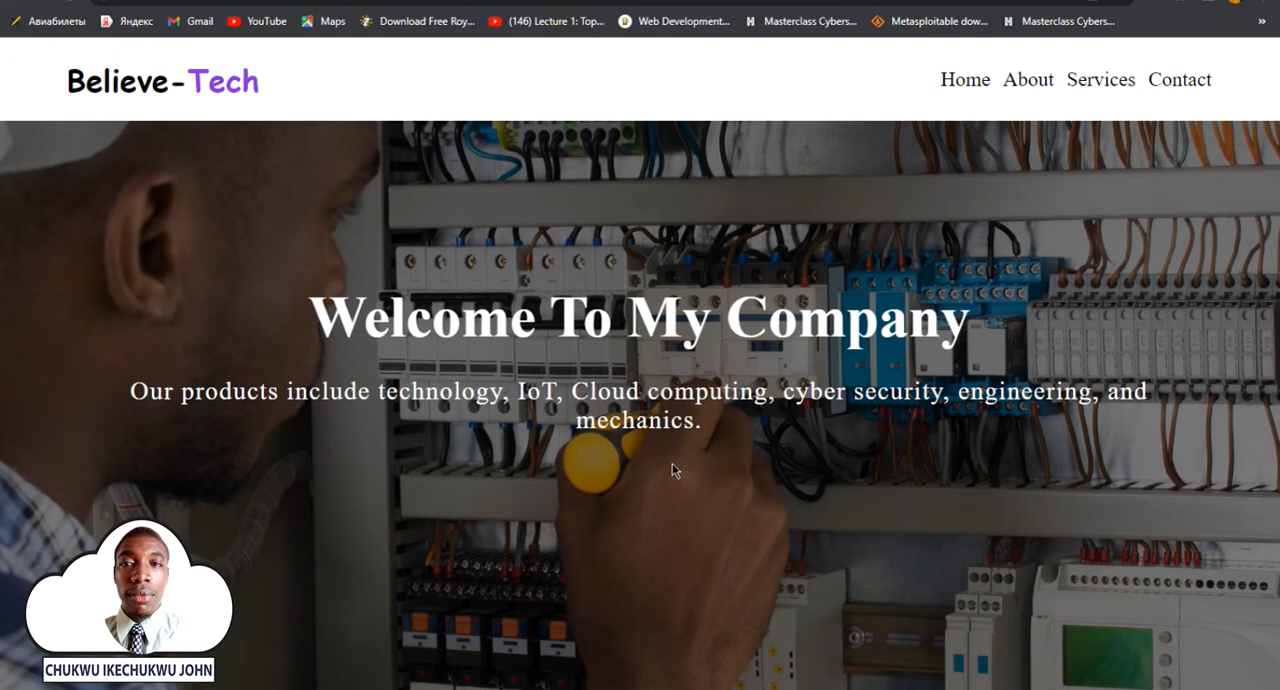 Авиабилеты Яндекс Gmail YouTube Maps Download Free Roy... (146) Lecture 1: Top... Web Development... Masterclass Cybers... Metasploitable dow... Masterclass Cybers... »
Believe-Tech
Home About Services Contact
Welcome To My Company
Our products include technology, IoT, Cloud computing, cyber security, engineering, and
mechanics.
CHUKWU IKECHUKWU JOHN